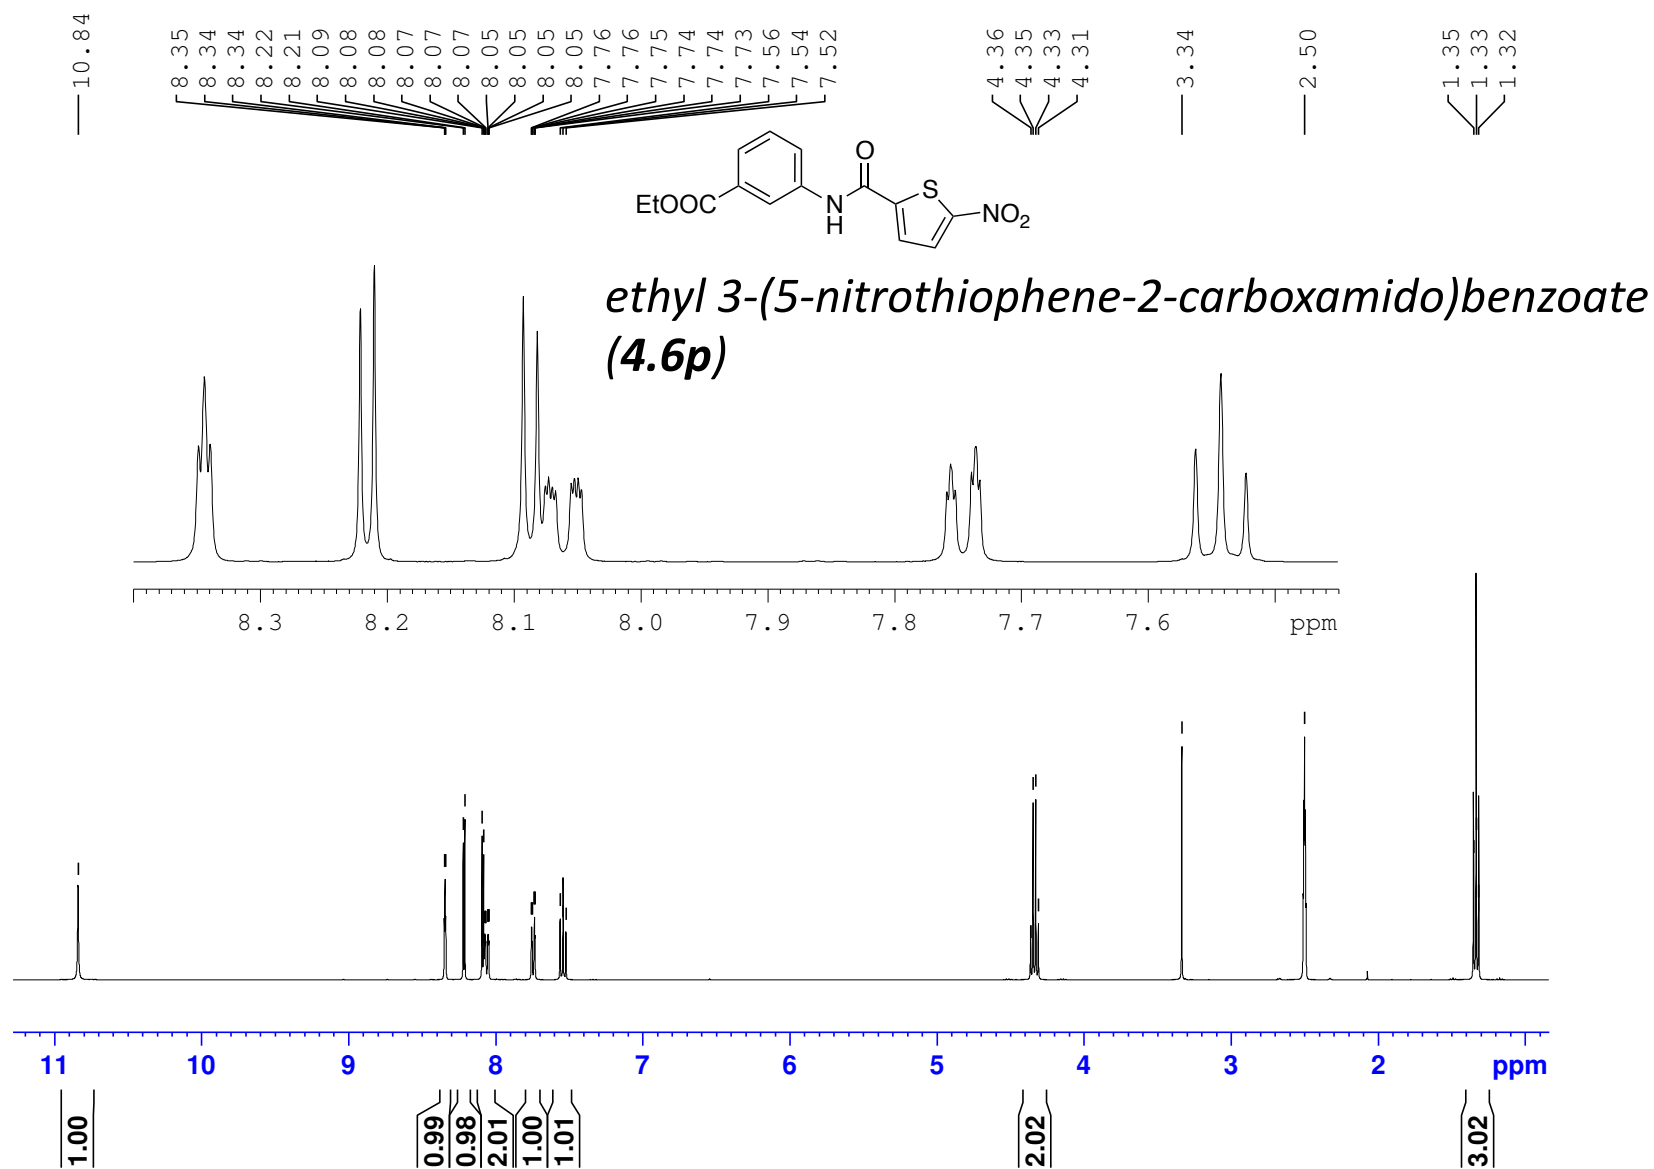 10.84 8.35 8.34 8.34 8.22 8.21 8.09 8.08 8.08 8.07 8.07 8.07 8.05 8.05 8.05 8.05 7.76 7.76 7.75 7.74 7.74 7.73 7.56 7.54 7.52 4.36 4.35 4.33 4.31 3.34 2.50 1.35 1.33 1.32
O
S
EtOOC
N
H
NO2
ethyl 3-(5-nitrothiophene-2-carboxamido)benzoate
(4.6p)
8.3 8.2 8.1 8.0 7.9 7.8 7.7 7.6 ppm
11 10 9 8 7 6 5 4 3 2 ppm
1.00 0.99 0.98 2.01 1.00 1.01 2.02 3.02